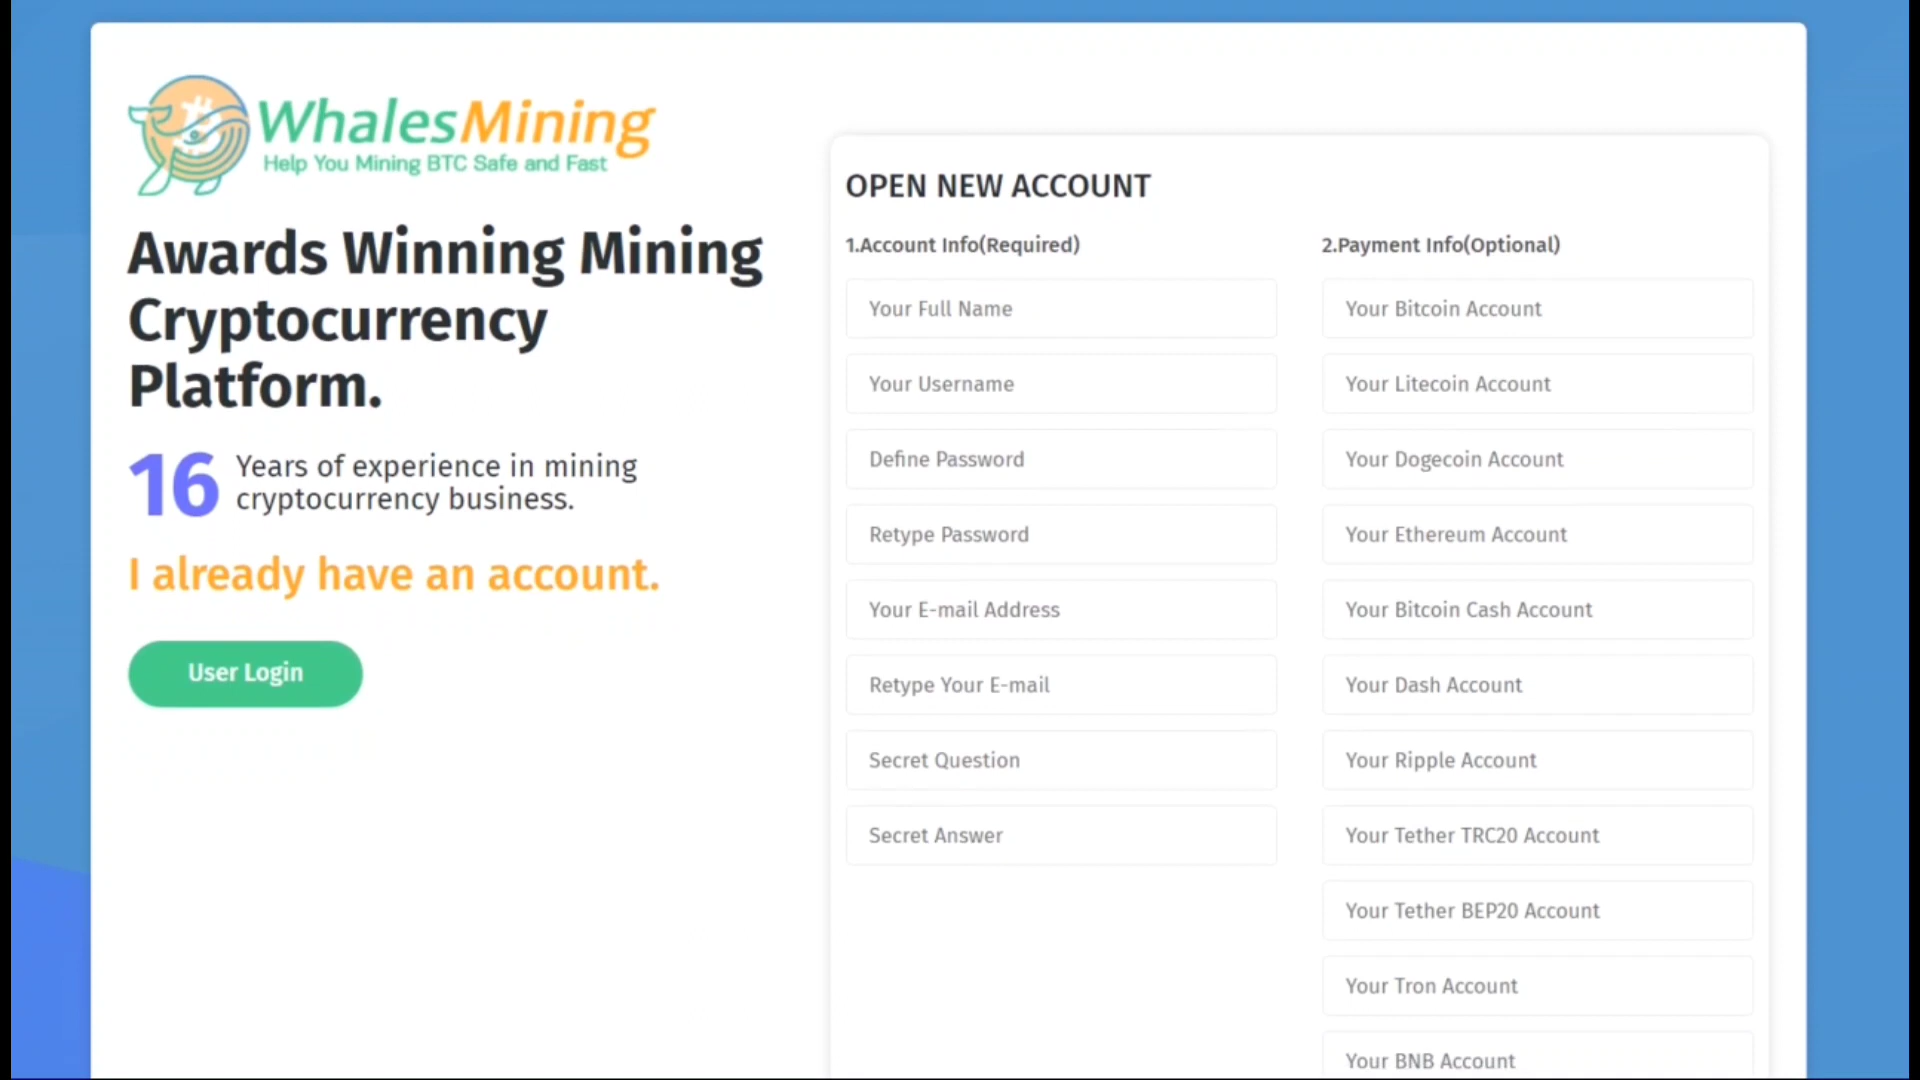 WhalesMining
Help You Mining BTC Safe and Fast
Awards Winning Mining
Cryptocurrency
Platform.
16 Years of experience in mining
cryptocurrency business.
I already have an account.
User Login
OPEN NEW ACCOUNT
1.Account Info(Required)
Your Full Name
Your Username
Define Password
Retype Password
Your E-mail Address
Retype Your E-mail
Secret Question
Secret Answer
2.Payment Info(Optional)
Your Bitcoin Account
Your Litecoin Account
Your Dogecoin Account
Your Ethereum Account
Your Bitcoin Cash Account
Your Dash Account
Your Ripple Account
Your Tether TRC20 Account
Your Tether BEP20 Account
Your Tron Account
Your BNB Account